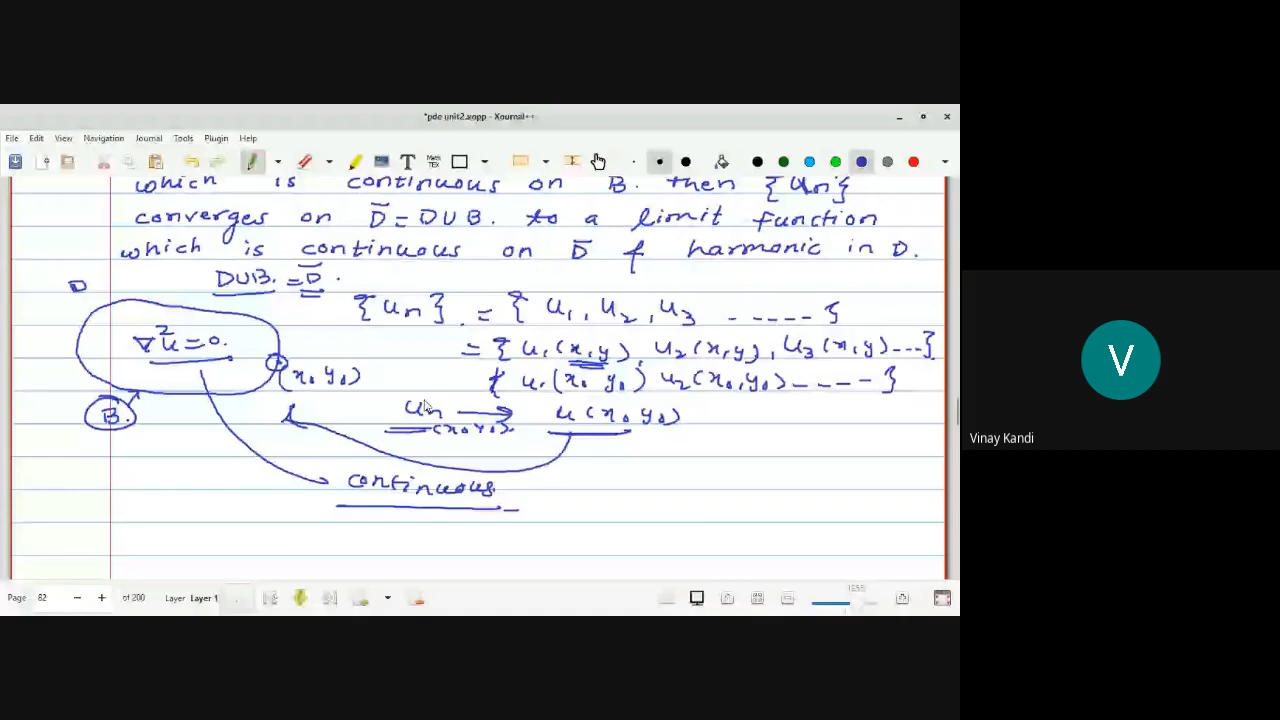 *pde unit2.xopp - Xournal++
File Edit View Navigation Journal Tools Plugin Help
which is continuous on B. then {un}
converges on D̅ = DUB. to a limit function
which is continuous on D̅ & harmonic in D.
D
DUB. = D̅.
{un}. = {u1, u2, u3 ----- }
∇²u = 0.
= {u1(x,y), u2(x,y), u3(x,y)---}
(x0 y0)
{ u1(x0 y0) u2(x0,y0)---- }
B.
un(x0 y0). → u(x0 y0)
continuous
Page 82 of 200 Layer Layer 1
V
Vinay Kandi